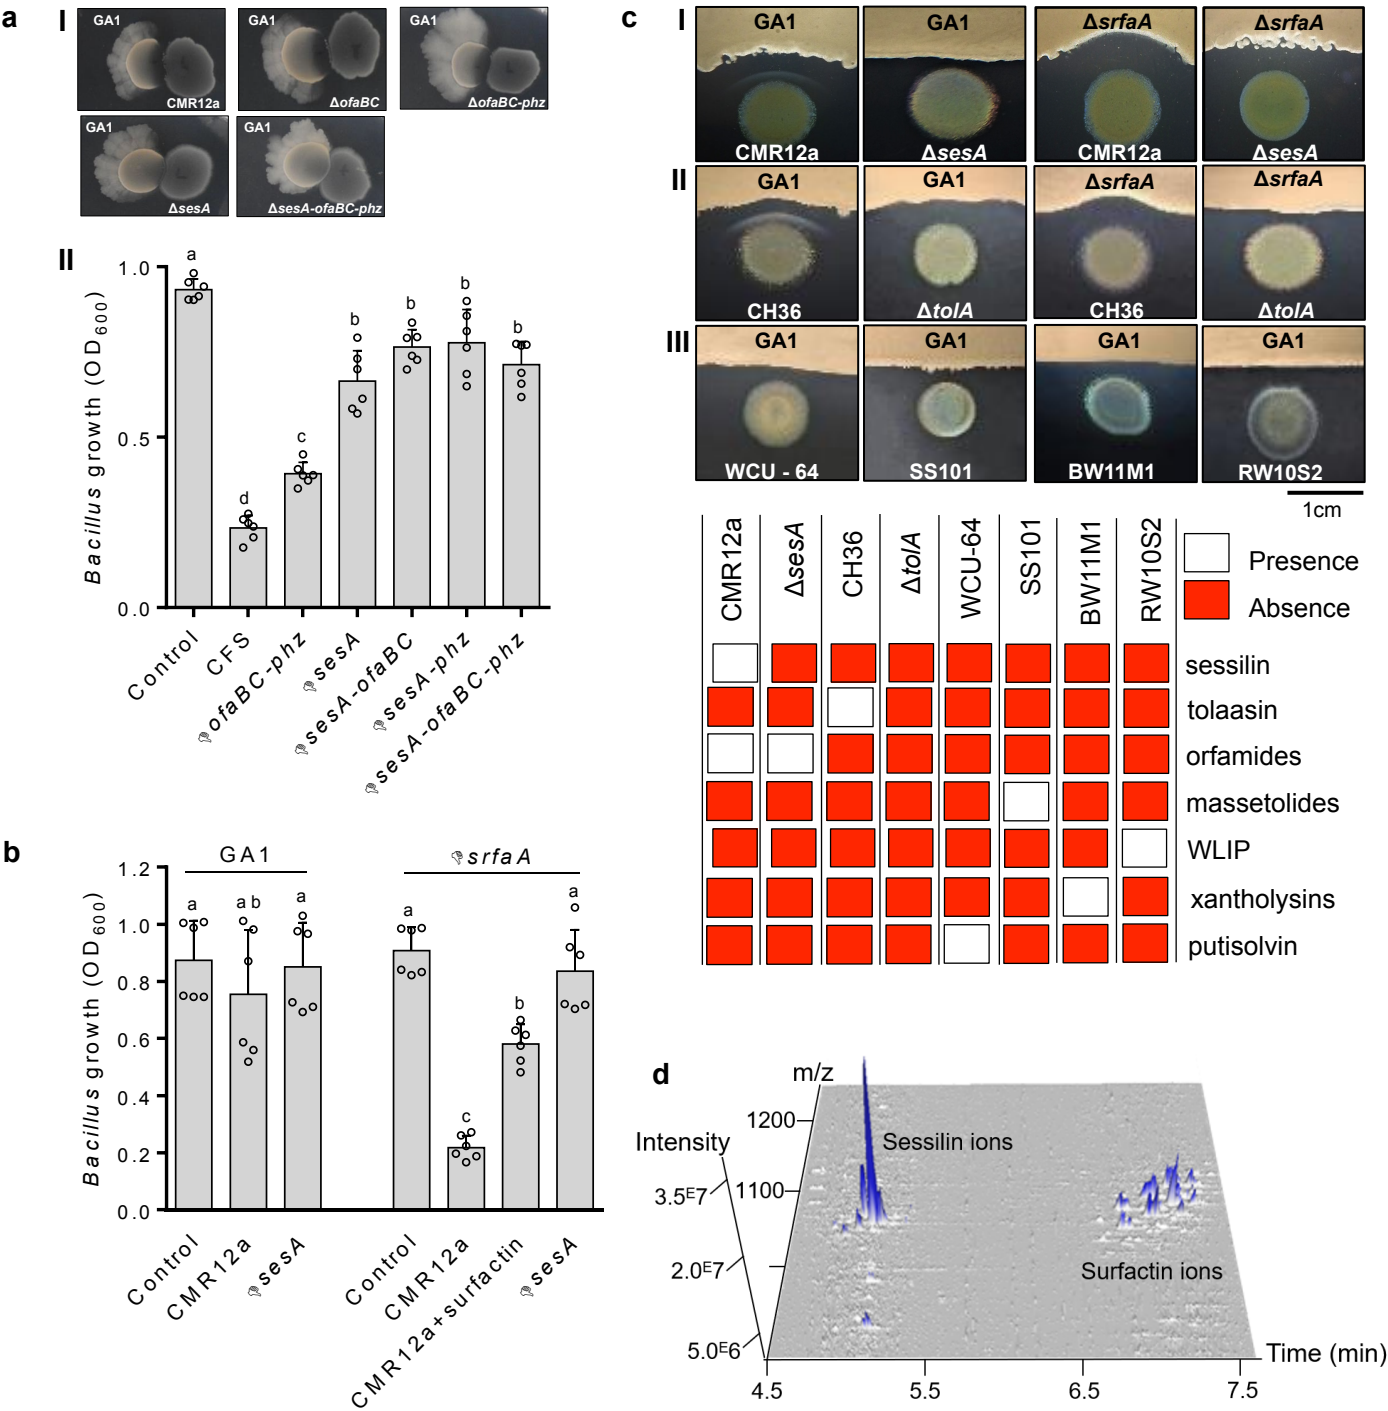 a
I
GA1
CMR12a
GA1
ΔofaBC
GA1
ΔofaBC-phz
GA1
ΔsesA
GA1
ΔsesA-ofaBC-phz
II
Bacillus growth (OD600)
1.0
0.5
0.0
a
d
c
b
b
b
b
Control
CFS
ofaBC-phz
sesA
sesA-ofaBC
sesA-phz
sesA-ofaBC-phz
b
GA1
srfaA
Bacillus growth (OD600)
1.2
1.0
0.8
0.6
0.4
0.2
0.0
a
a b
a
a
c
b
a
Control
CMR12a
sesA
Control
CMR12a
CMR12a+surfactin
sesA
c
I
GA1
CMR12a
GA1
ΔsesA
ΔsrfaA
CMR12a
ΔsrfaA
ΔsesA
II
GA1
CH36
GA1
ΔtolA
ΔsrfaA
CH36
ΔsrfaA
ΔtolA
III
GA1
WCU - 64
GA1
SS101
GA1
BW11M1
GA1
RW10S2
1cm
CMR12a
ΔsesA
CH36
ΔtolA
WCU-64
SS101
BW11M1
RW10S2
Presence
Absence
sessilin
tolaasin
orfamides
massetolides
WLIP
xantholysins
putisolvin
d
m/z
1200
1100
Intensity
3.5E7
2.0E7
5.0E6
Sessilin ions
Surfactin ions
Time (min)
4.5
5.5
6.5
7.5